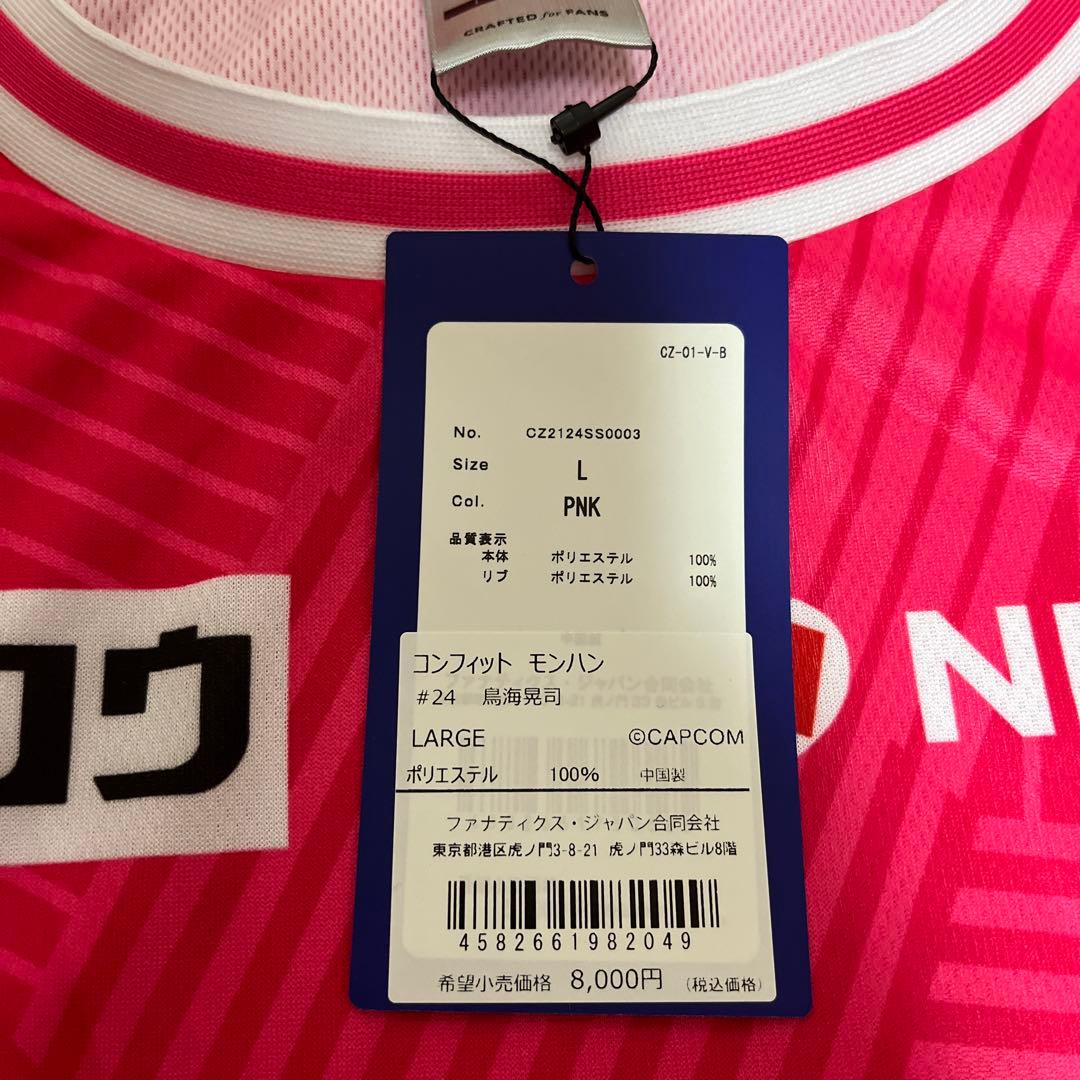 CRAFTED for FANS
CZ-01-V-B
No. CZ2124SS0003
Size L
Col. PNK
品質表示
本体 ポリエステル 100%
リブ ポリエステル 100%
コンフィット モンハン
#24 鳥海晃司
LARGE ©CAPCOM
ポリエステル 100% 中国製
ファナティクス・ジャパン合同会社
東京都港区虎ノ門3-8-21 虎ノ門33森ビル8階
4582661982049
希望小売価格 8,000円 (税込価格)
コウ